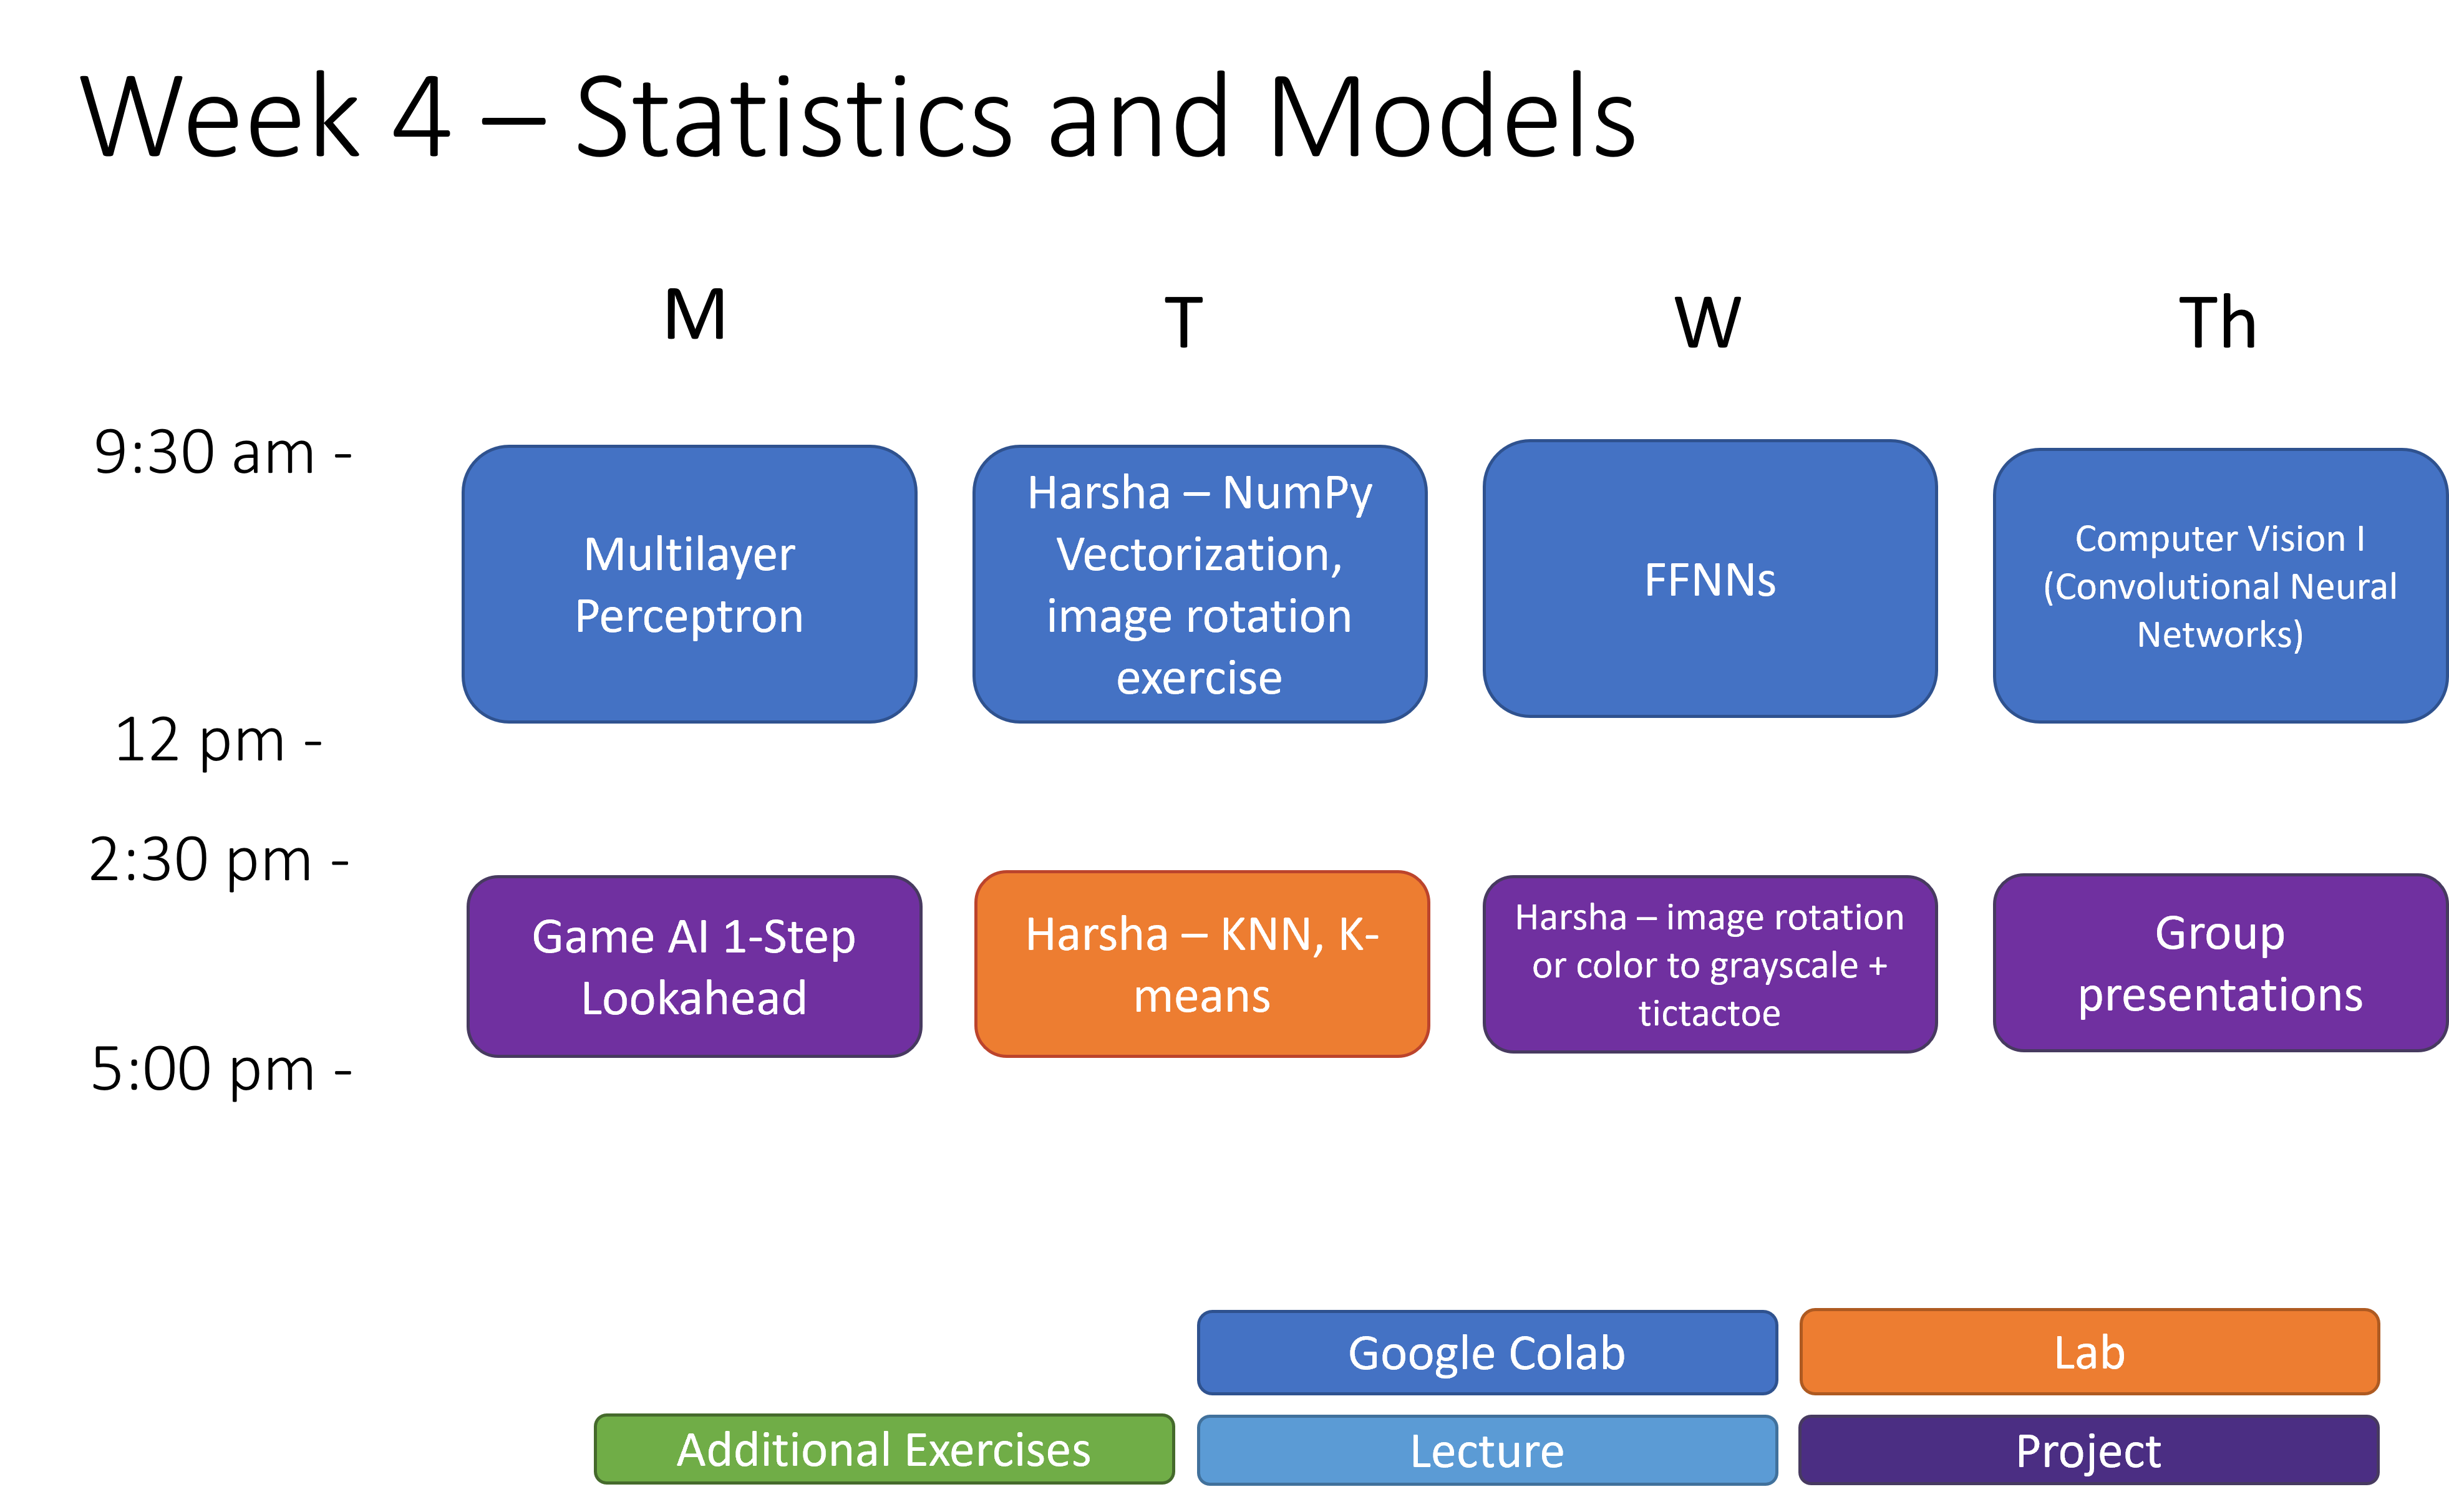 Week 4 – Statistics and Models
M
T
W
Th
9:30 am -
Multilayer
Perceptron
Harsha – NumPy
Vectorization,
image rotation
exercise
FFNNs
Computer Vision I
(Convolutional Neural
Networks)
12 pm -
2:30 pm -
Game AI 1-Step
Lookahead
Harsha – KNN, K-
means
Harsha – image rotation
or color to grayscale +
tictactoe
Group
presentations
5:00 pm -
Google Colab
Lab
Additional Exercises
Lecture
Project